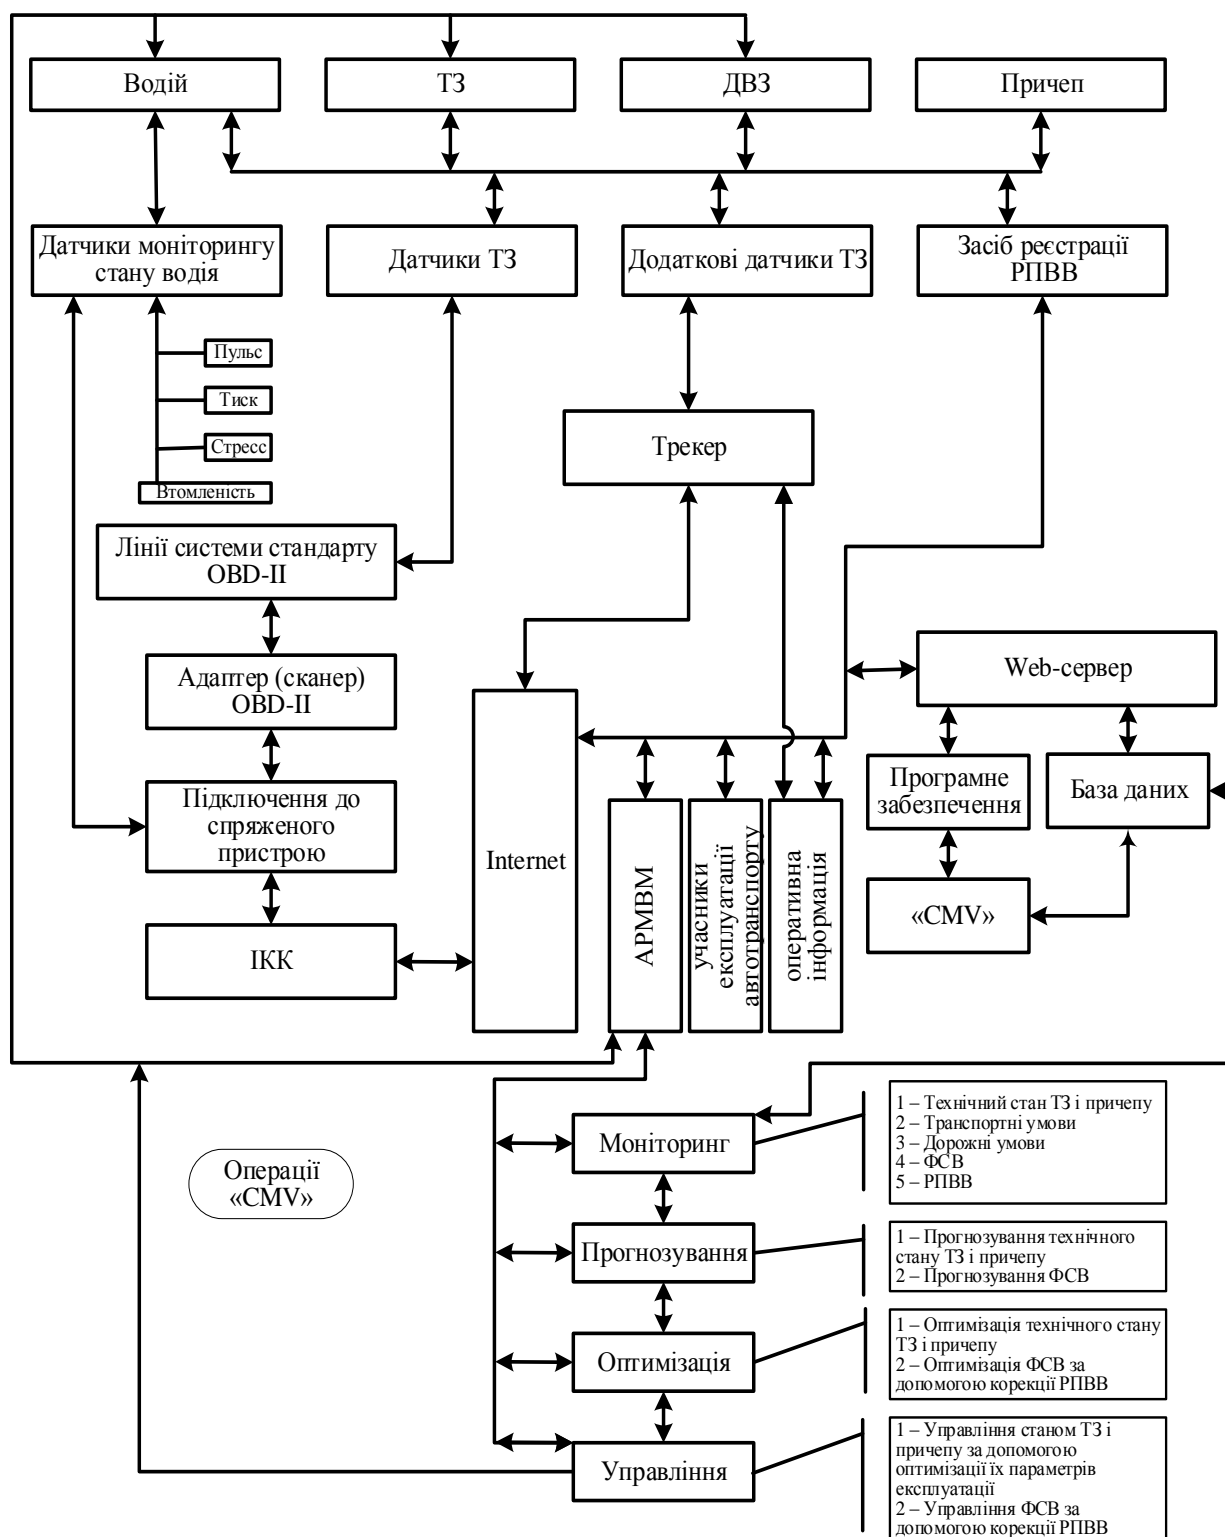 Водій
ТЗ
ДВЗ
Причеп
Датчики моніторингу
стану водія
Датчики ТЗ
Додаткові датчики ТЗ
Засіб реєстрації
РПВВ
Пульс
Тиск
Стресс
Втомленість
Трекер
Лінії системи стандарту
OBD-II
Адаптер (сканер)
OBD-II
Web-сервер
Підключення до
спряженого
пристрою
Програмне
забезпечення
База даних
Internet
АРМВМ
учасники
експлуатації
автотранспорту
оперативна
інформація
«CMV»
ІКК
Операції
«CMV»
Моніторинг
1 – Технічний стан ТЗ і причепу
2 – Транспортні умови
3 – Дорожні умови
4 – ФСВ
5 – РПВВ
Прогнозування
1 – Прогнозування технічного
стану ТЗ і причепу
2 – Прогнозування ФСВ
Оптимізація
1 – Оптимізація технічного стану
ТЗ і причепу
2 – Оптимізація ФСВ за
допомогою корекції РПВВ
Управління
1 – Управління станом ТЗ і
причепу за допомогою
оптимізації їх параметрів
експлуатації
2 – Управління ФСВ за
допомогою корекції РПВВ